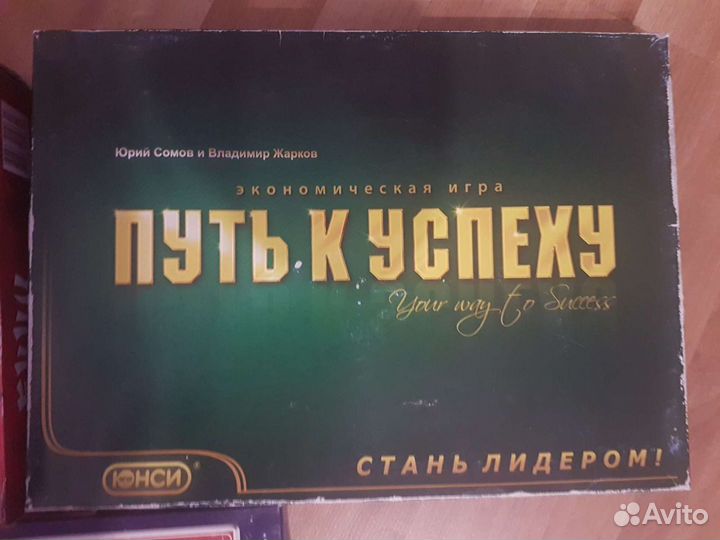 Юрий Сомов и Владимир Жарков
ЭКОНОМИЧЕСКАЯ ИГРА
ПУТЬ К УСПЕХУ
Your way to Success
СТАНЬ ЛИДЕРОМ!
ЮНСИ®
Avito